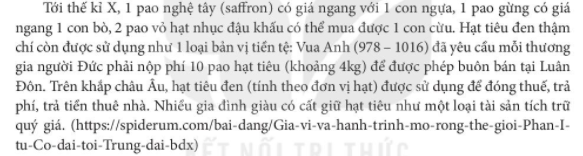 Tới thế kỉ X, 1 pao nghệ tây (saffron) có giá ngang với 1 con ngựa, 1 pao gừng có giá
ngang 1 con bò, 2 pao vỏ hạt nhục đậu khấu có thể mua được 1 con cừu. Hạt tiêu đen thậm
chí còn được sử dụng như 1 loại bản vị tiền tệ: Vua Anh (978 – 1016) đã yêu cầu mỗi thương
gia người Đức phải nộp phí 10 pao hạt tiêu (khoảng 4kg) để được phép buôn bán tại Luân
Đôn. Trên khắp châu Âu, hạt tiêu đen (tính theo đơn vị hạt) được sử dụng để đóng thuế, trả
phí, trả tiền thuê nhà. Nhiều gia đình giàu có cất giữ hạt tiêu như một loại tài sản tích trữ
quý giá. (https://spiderum.com/bai-dang/Gia-vi-va-hanh-trinh-mo-rong-the-gioi-Phan-I-
tu-Co-dai-toi-Trung-dai-bdx)
KẾT NỐI TRI THỨC